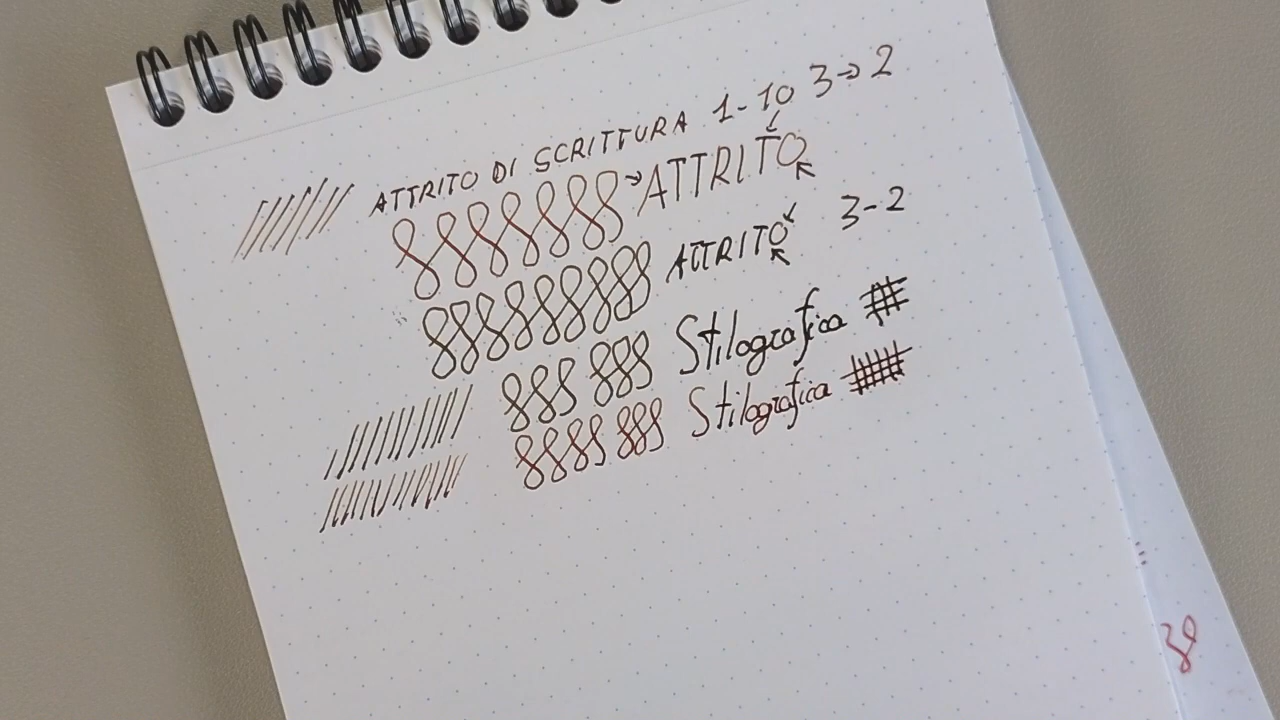 ATTRITO DI SCRITTURA 1-10 3→2
→ATTRITO
ATTRITO 3-2
Stilografica
Stilografica